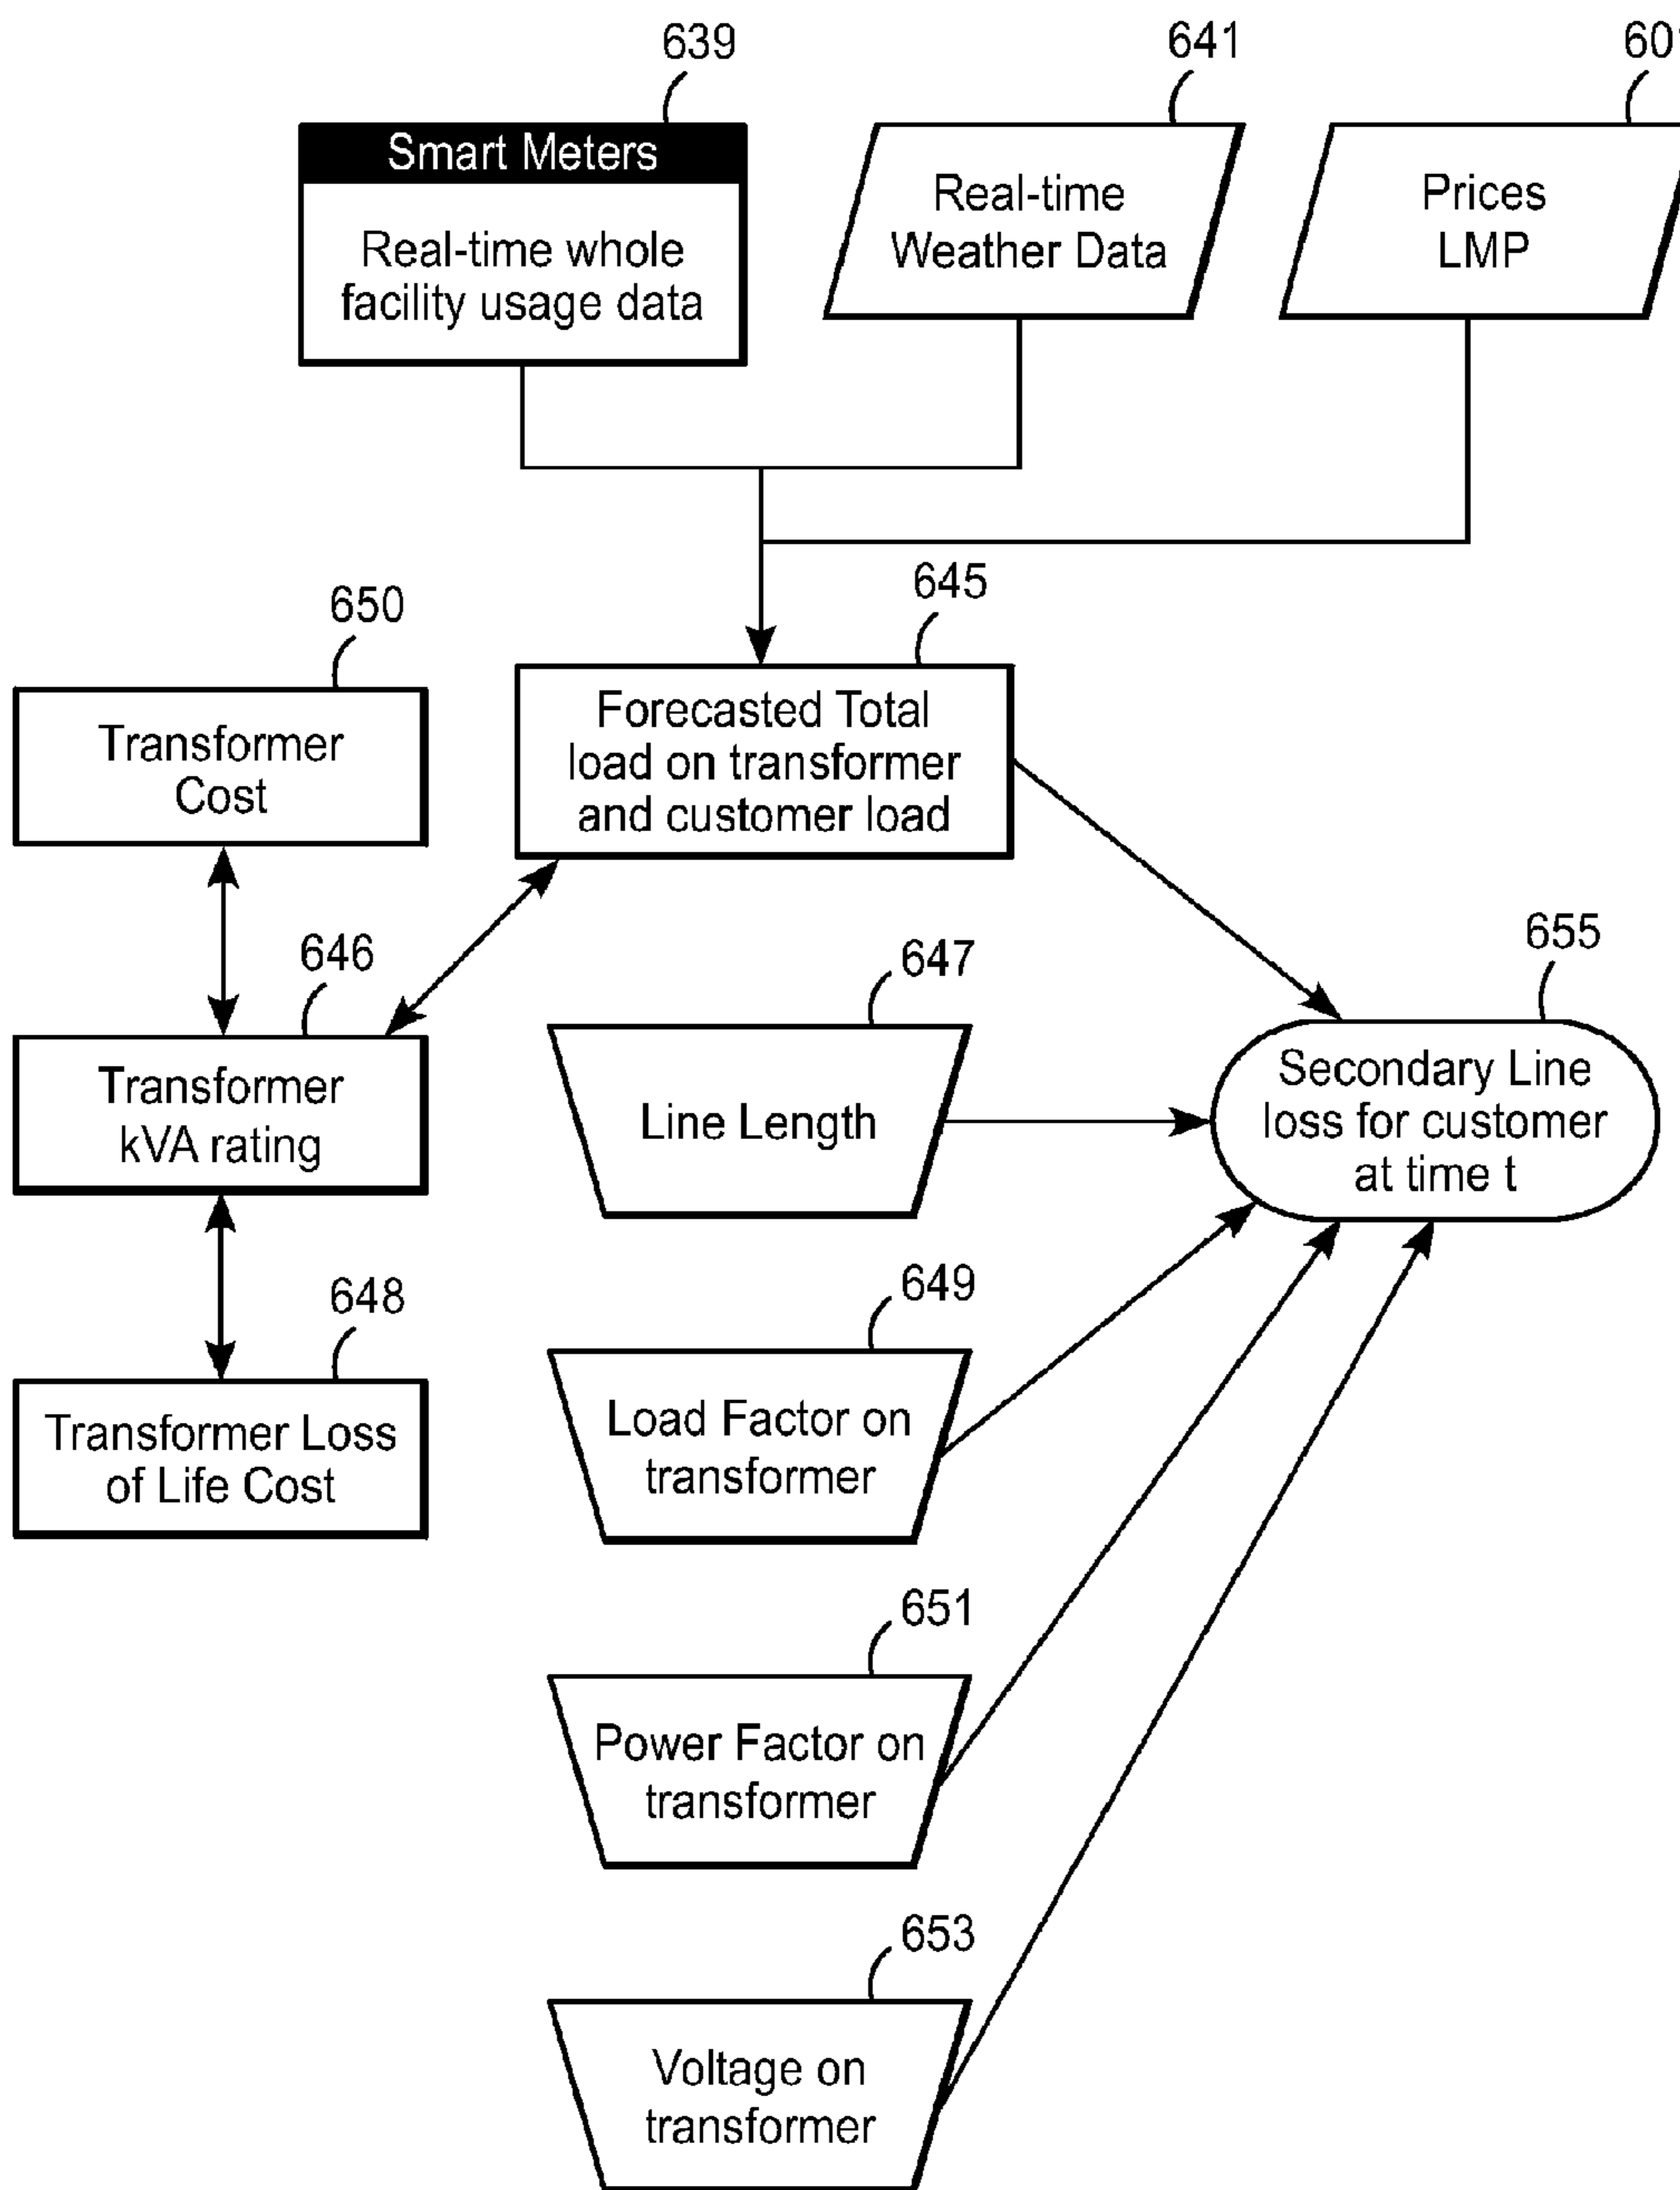 639
641
601
Smart Meters
Real-time whole
facility usage data
Real-time
Weather Data
Prices
LMP
645
650
Forecasted Total
load on transformer
and customer load
Transformer
Cost
646
647
655
Transformer
kVA rating
Line Length
Secondary Line
loss for customer
at time t
648
649
Transformer Loss
of Life Cost
Load Factor on
transformer
651
Power Factor on
transformer
653
Voltage on
transformer